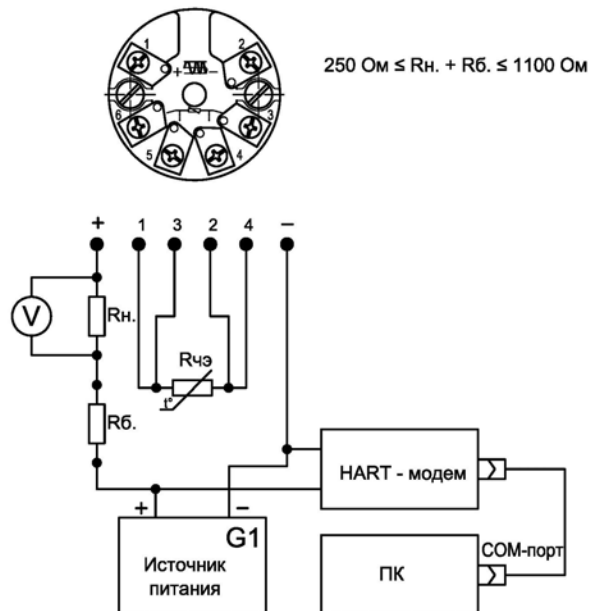 1
2
250 Ом ≤ Rн. + Rб. ≤ 1100 Ом
+
−
6
3
T
T
5
4
+ 1 3 2 4 −
V
Rн.
Rчэ
t°
Rб.
HART - модем
+
−
G1
Источник
питания
COM-порт
ПК